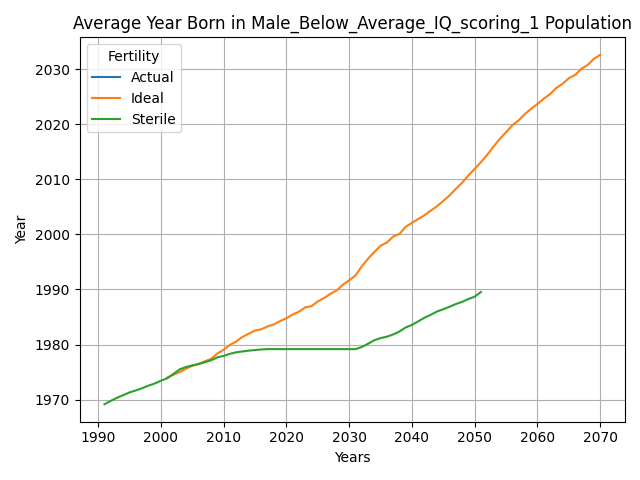 Average Year Born in Male_Below_Average_IQ_scoring_1 Population
Fertility
Actual
Ideal
Sterile
Year
2030
2020
2010
2000
1990
1980
1970
1990 2000 2010 2020 2030 2040 2050 2060 2070
Years